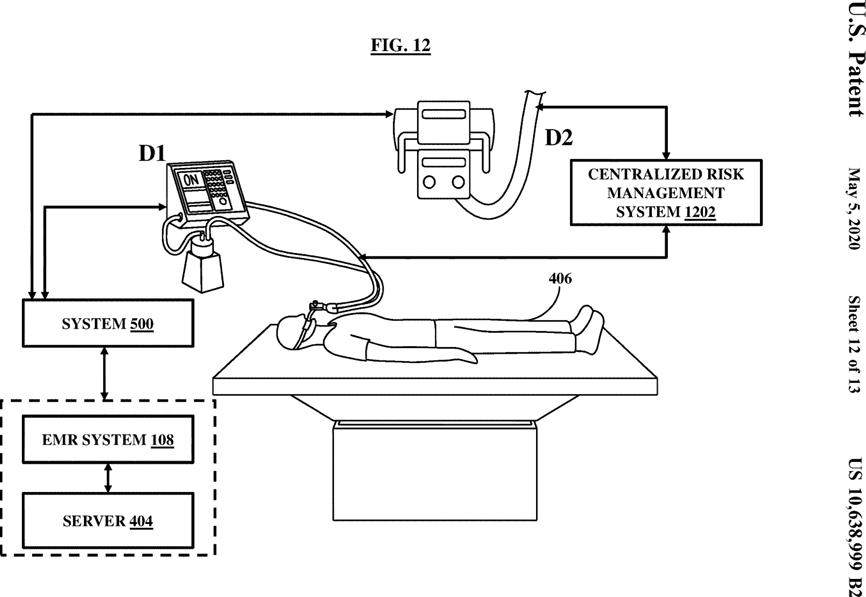 FIG. 12
D1
ON
D2
CENTRALIZED RISK
MANAGEMENT
SYSTEM 1202
406
SYSTEM 500
EMR SYSTEM 108
SERVER 404
U.S. Patent
May 5, 2020
Sheet 12 of 13
US 10,638,999 B2